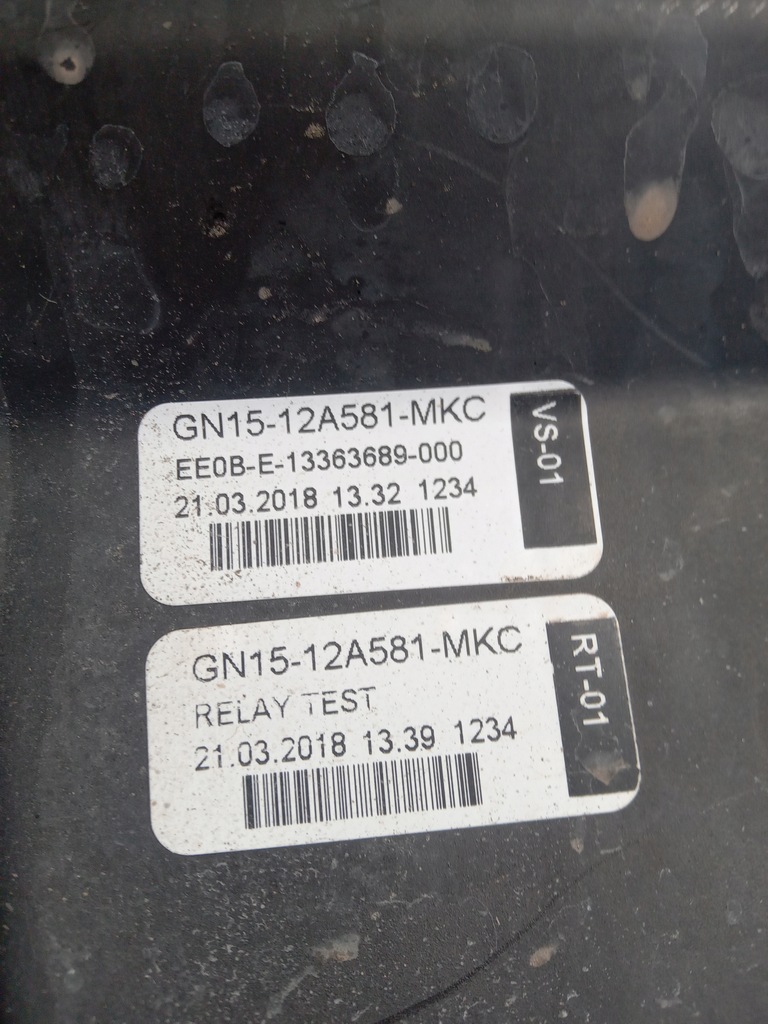 GN15-12A581-MKC
EE0B-E-13363689-000
21.03.2018 13.32 1234
VS-01
GN15-12A581-MKC
RELAY TEST
21.03.2018 13.39 1234
RT-01